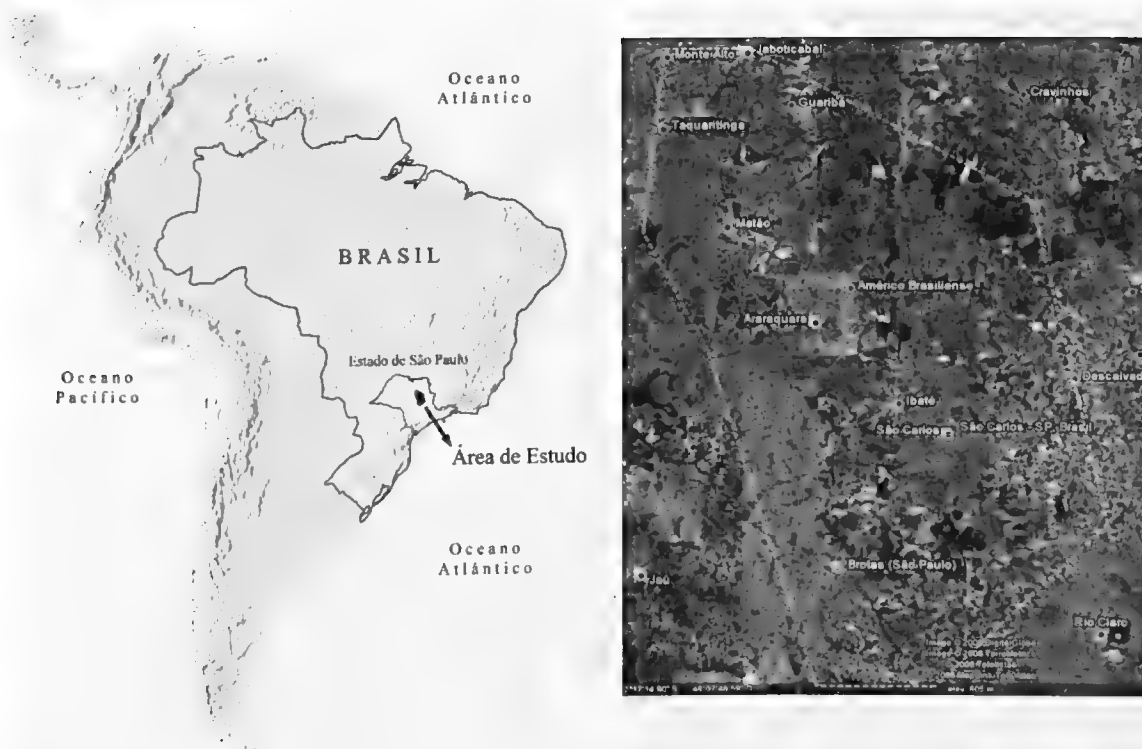 Oceano
Atlântico
BRASIL
Estado de São Paulo
Oceano
Pacífico
Área de Estudo
Oceano
Atlântico
Monte Alto
Jaboticabal
Guariba
Cravinhos
Taquaritinga
Matão
Américo Brasiliense
Araraquara
Descalvado
Ibaté
São Carlos
São Carlos - SP, Brasil
Brotas (São Paulo)
Jaú
Rio Claro